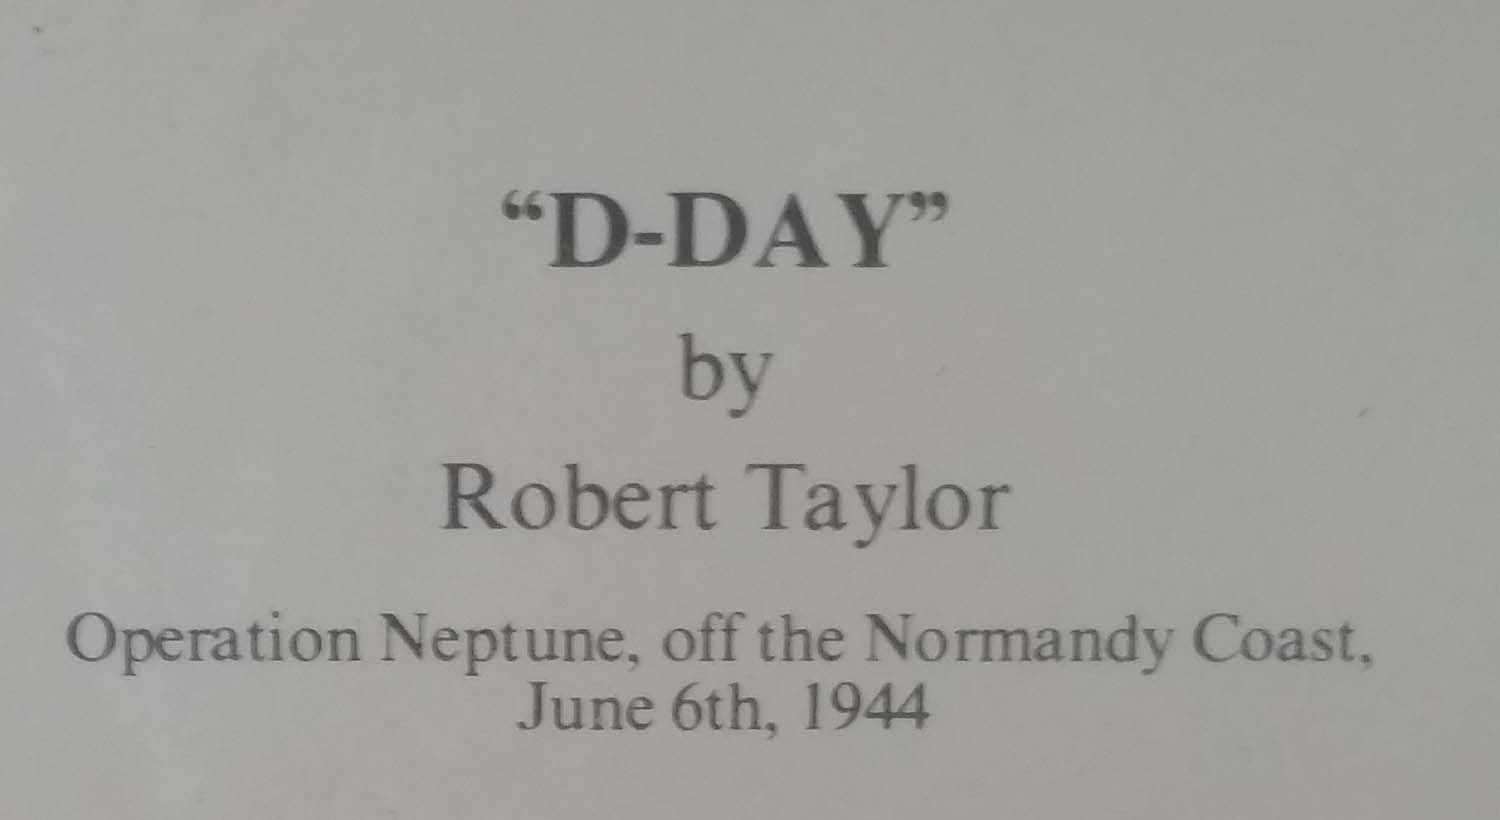 “D-DAY”
by
Robert Taylor
Operation Neptune, off the Normandy Coast,
June 6th, 1944